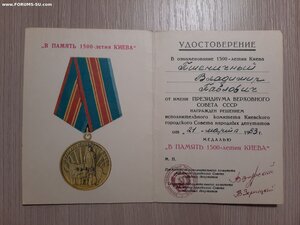 www.FORUMS-SU.com
"В ПАМЯТЬ 1500-летия КИЕВА"
УДОСТОВЕРЕНИЕ
В ознаменование 1500-летия Киева
Пшеничный
Владимир
Павлович
от имени ПРЕЗИДИУМА ВЕРХОВНОГО
СОВЕТА СССР
НАГРАЖДЕН РЕШЕНИЕМ
исполнительного комитета Киевского
городского Совета народных депутатов
от "21" марта 1983 г.
МЕДАЛЬЮ
"В ПАМЯТЬ 1500-летия КИЕВА"
М. П.